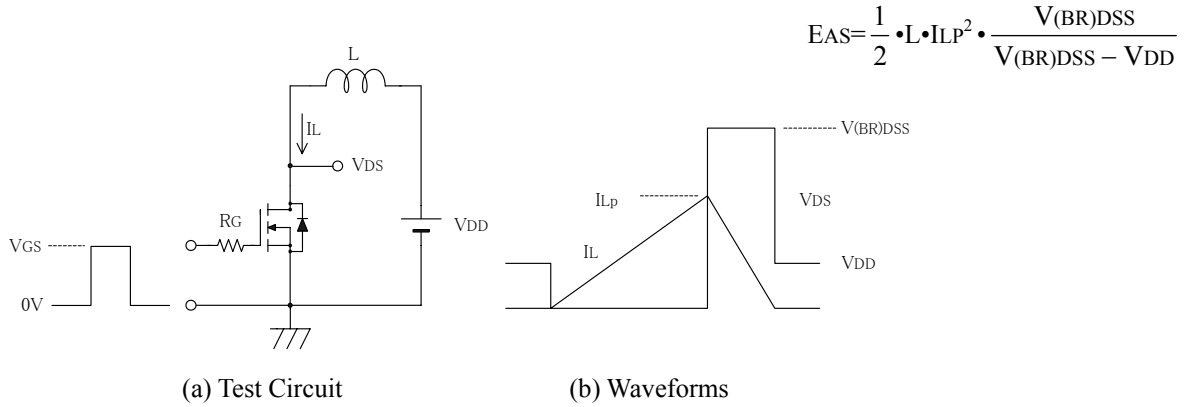 EAS=1/2•L•ILP²•V(BR)DSS/V(BR)DSS – VDD
L
IL
VDS
RG
VDD
VGS
0V
V(BR)DSS
ILp
VDS
IL
VDD
(a) Test Circuit
(b) Waveforms